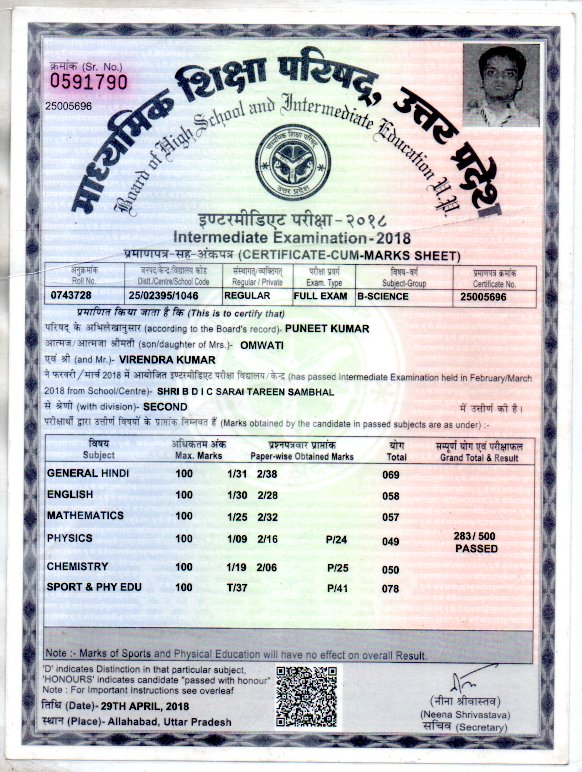 क्रमांक (Sr. No.)
0591790
25005696
माध्यमिक शिक्षा परिषद, उत्तर प्रदेश
Board of High School and Intermediate Education U.P.
माध्यमिक शिक्षा परिषद
उत्तर प्रदेश
इण्टरमीडिएट परीक्षा - २०१८
Intermediate Examination-2018
प्रमाणपत्र-सह-अंकपत्र (CERTIFICATE-CUM-MARKS SHEET)
अनुक्रमांक जनपद/केन्द्र/विद्यालय कोड संस्थागत/व्यक्तिगत परीक्षा प्रवर्ग विषय-वर्ग प्रमाणपत्र क्रमांक
Roll No. Distt./Centre/School Code Regular / Private Exam. Type Subject-Group Certificate No.
0743728 25/02395/1046 REGULAR FULL EXAM B-SCIENCE 25005696
प्रमाणित किया जाता है कि (This is to certify that)
परिषद के अभिलेखानुसार (according to the Board's record)- PUNEET KUMAR
आत्मज/आत्मजा श्रीमती (son/daughter of Mrs.)- OMWATI
एवं श्री (and Mr.)- VIRENDRA KUMAR
ने फरवरी/मार्च 2018 में आयोजित इण्टरमीडिएट परीक्षा विद्यालय/केन्द्र (has passed Intermediate Examination held in February/March
2018 from School/Centre)- SHRI B D I C SARAI TAREEN SAMBHAL
से श्रेणी (with division)- SECOND में उत्तीर्ण की है।
परीक्षार्थी द्वारा उत्तीर्ण विषयों के प्राप्तांक निम्नवत हैं (Marks obtained by the candidate in passed subjects are as under) :-
विषय अधिकतम अंक प्रश्नपत्रवार प्राप्तांक योग सम्पूर्ण योग एवं परीक्षाफल
Subject Max. Marks Paper-wise Obtained Marks Total Grand Total & Result
GENERAL HINDI 100 1/31 2/38 069
ENGLISH 100 1/30 2/28 058
MATHEMATICS 100 1/25 2/32 057
PHYSICS 100 1/09 2/16 P/24 049 283/500
PASSED
CHEMISTRY 100 1/19 2/06 P/25 050
SPORT & PHY EDU 100 T/37 P/41 078
Note :- Marks of Sports and Physical Education will have no effect on overall Result.
'D' indicates Distinction in that particular subject,
'HONOURS' indicates candidate "passed with honour"
Note : For Important Instructions see overleaf
तिथि (Date)- 29TH APRIL, 2018
स्थान (Place)- Allahabad, Uttar Pradesh
(नीना श्रीवास्तव)
(Neena Shrivastava)
सचिव (Secretary)